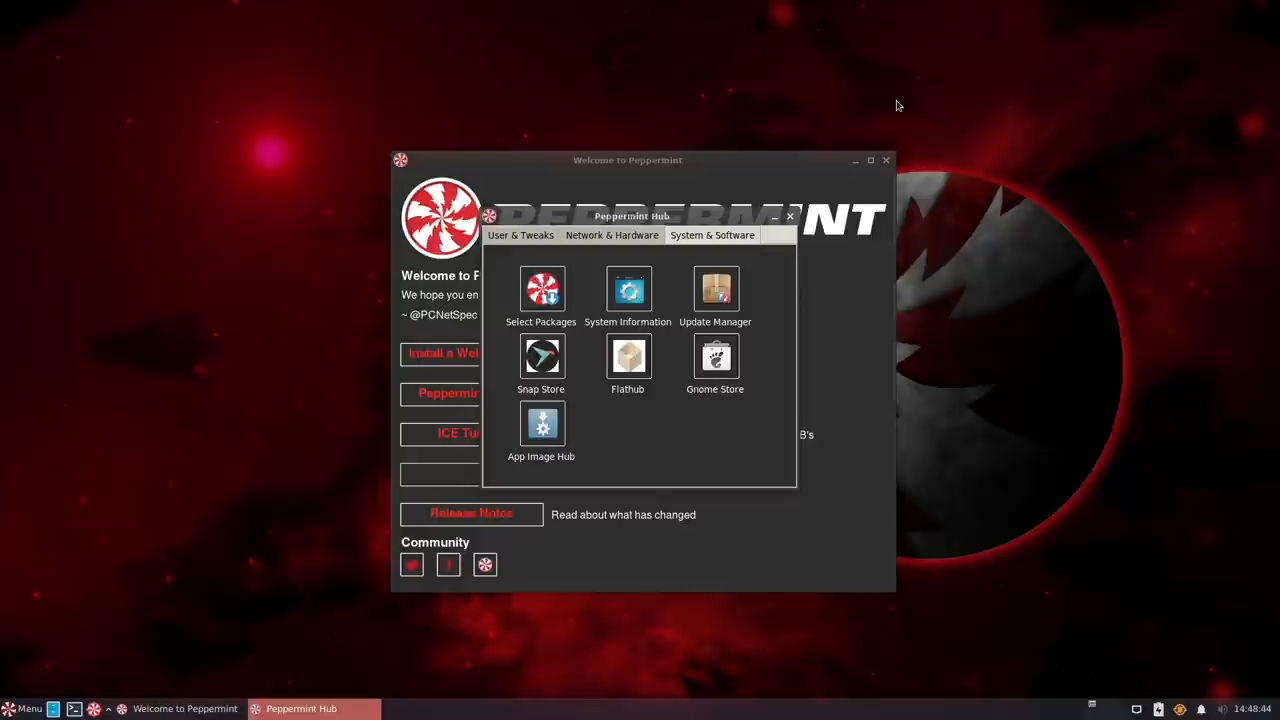 Welcome to Peppermint
PEPPERMINT
Peppermint Hub
User & Tweaks Network & Hardware System & Software
Welcome to P
We hope you en
~ @PCNetSpec
Select Packages System Information Update Manager
Install a Wel
Snap Store Flathub Gnome Store
Peppermin
ICE Tu
B's
App Image Hub
Release Notes Read about what has changed
Community
Menu Welcome to Peppermint Peppermint Hub 14:48:44